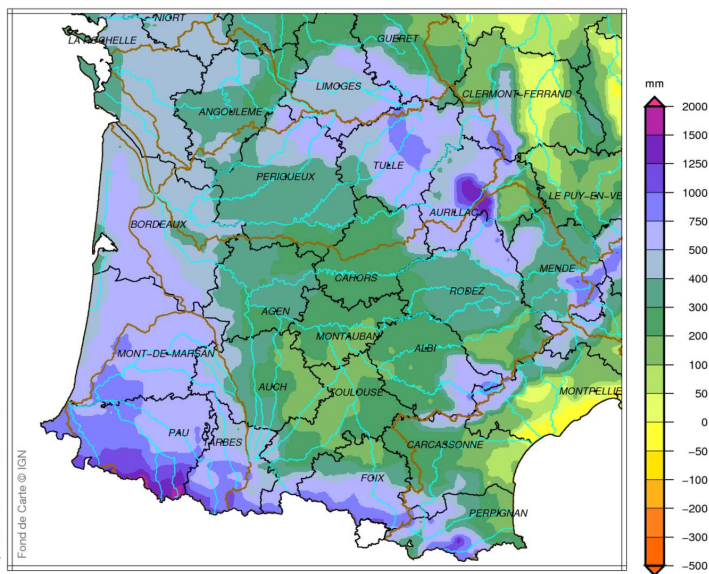 NIORT
LA ROCHELLE
GUERET
LIMOGES
CLERMONT-FERRAND
ANGOULEME
TULLE
PERIGUEUX
LE PUY-EN-VE
AURILLAC
BORDEAUX
MENDE
CAHORS
RODEZ
AGEN
MONTAUBAN
ALBI
MONT-DE-MARSAN
AUCH
TOULOUSE
MONTPELLIE
PAU
TARBES
CARCASSONNE
FOIX
PERPIGNAN
Fond de Carte © IGN
mm
2000
1500
1250
1000
750
500
400
300
200
100
50
0
−50
−100
−200
−300
−500